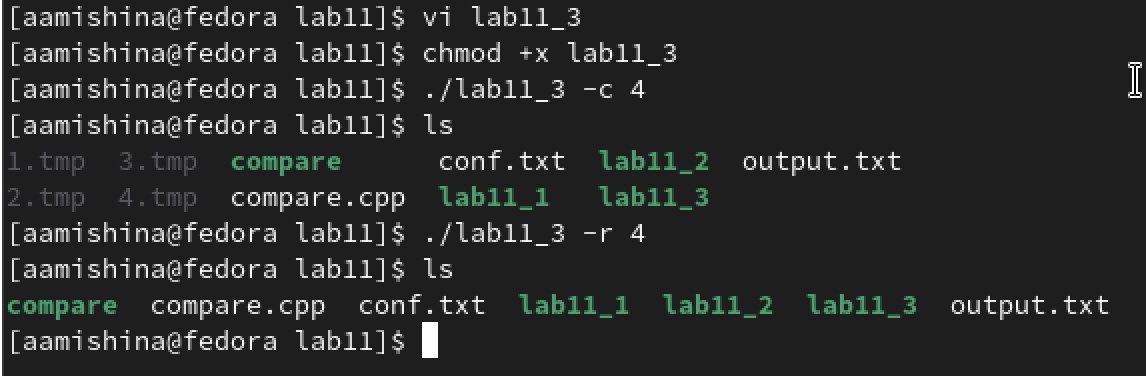 [aamishina@fedora lab11]$ vi lab11_3
[aamishina@fedora lab11]$ chmod +x lab11_3
[aamishina@fedora lab11]$ ./lab11_3 -c 4
[aamishina@fedora lab11]$ ls
1.tmp  3.tmp  compare      conf.txt  lab11_2  output.txt
2.tmp  4.tmp  compare.cpp  lab11_1   lab11_3
[aamishina@fedora lab11]$ ./lab11_3 -r 4
[aamishina@fedora lab11]$ ls
compare  compare.cpp  conf.txt  lab11_1  lab11_2  lab11_3  output.txt
[aamishina@fedora lab11]$